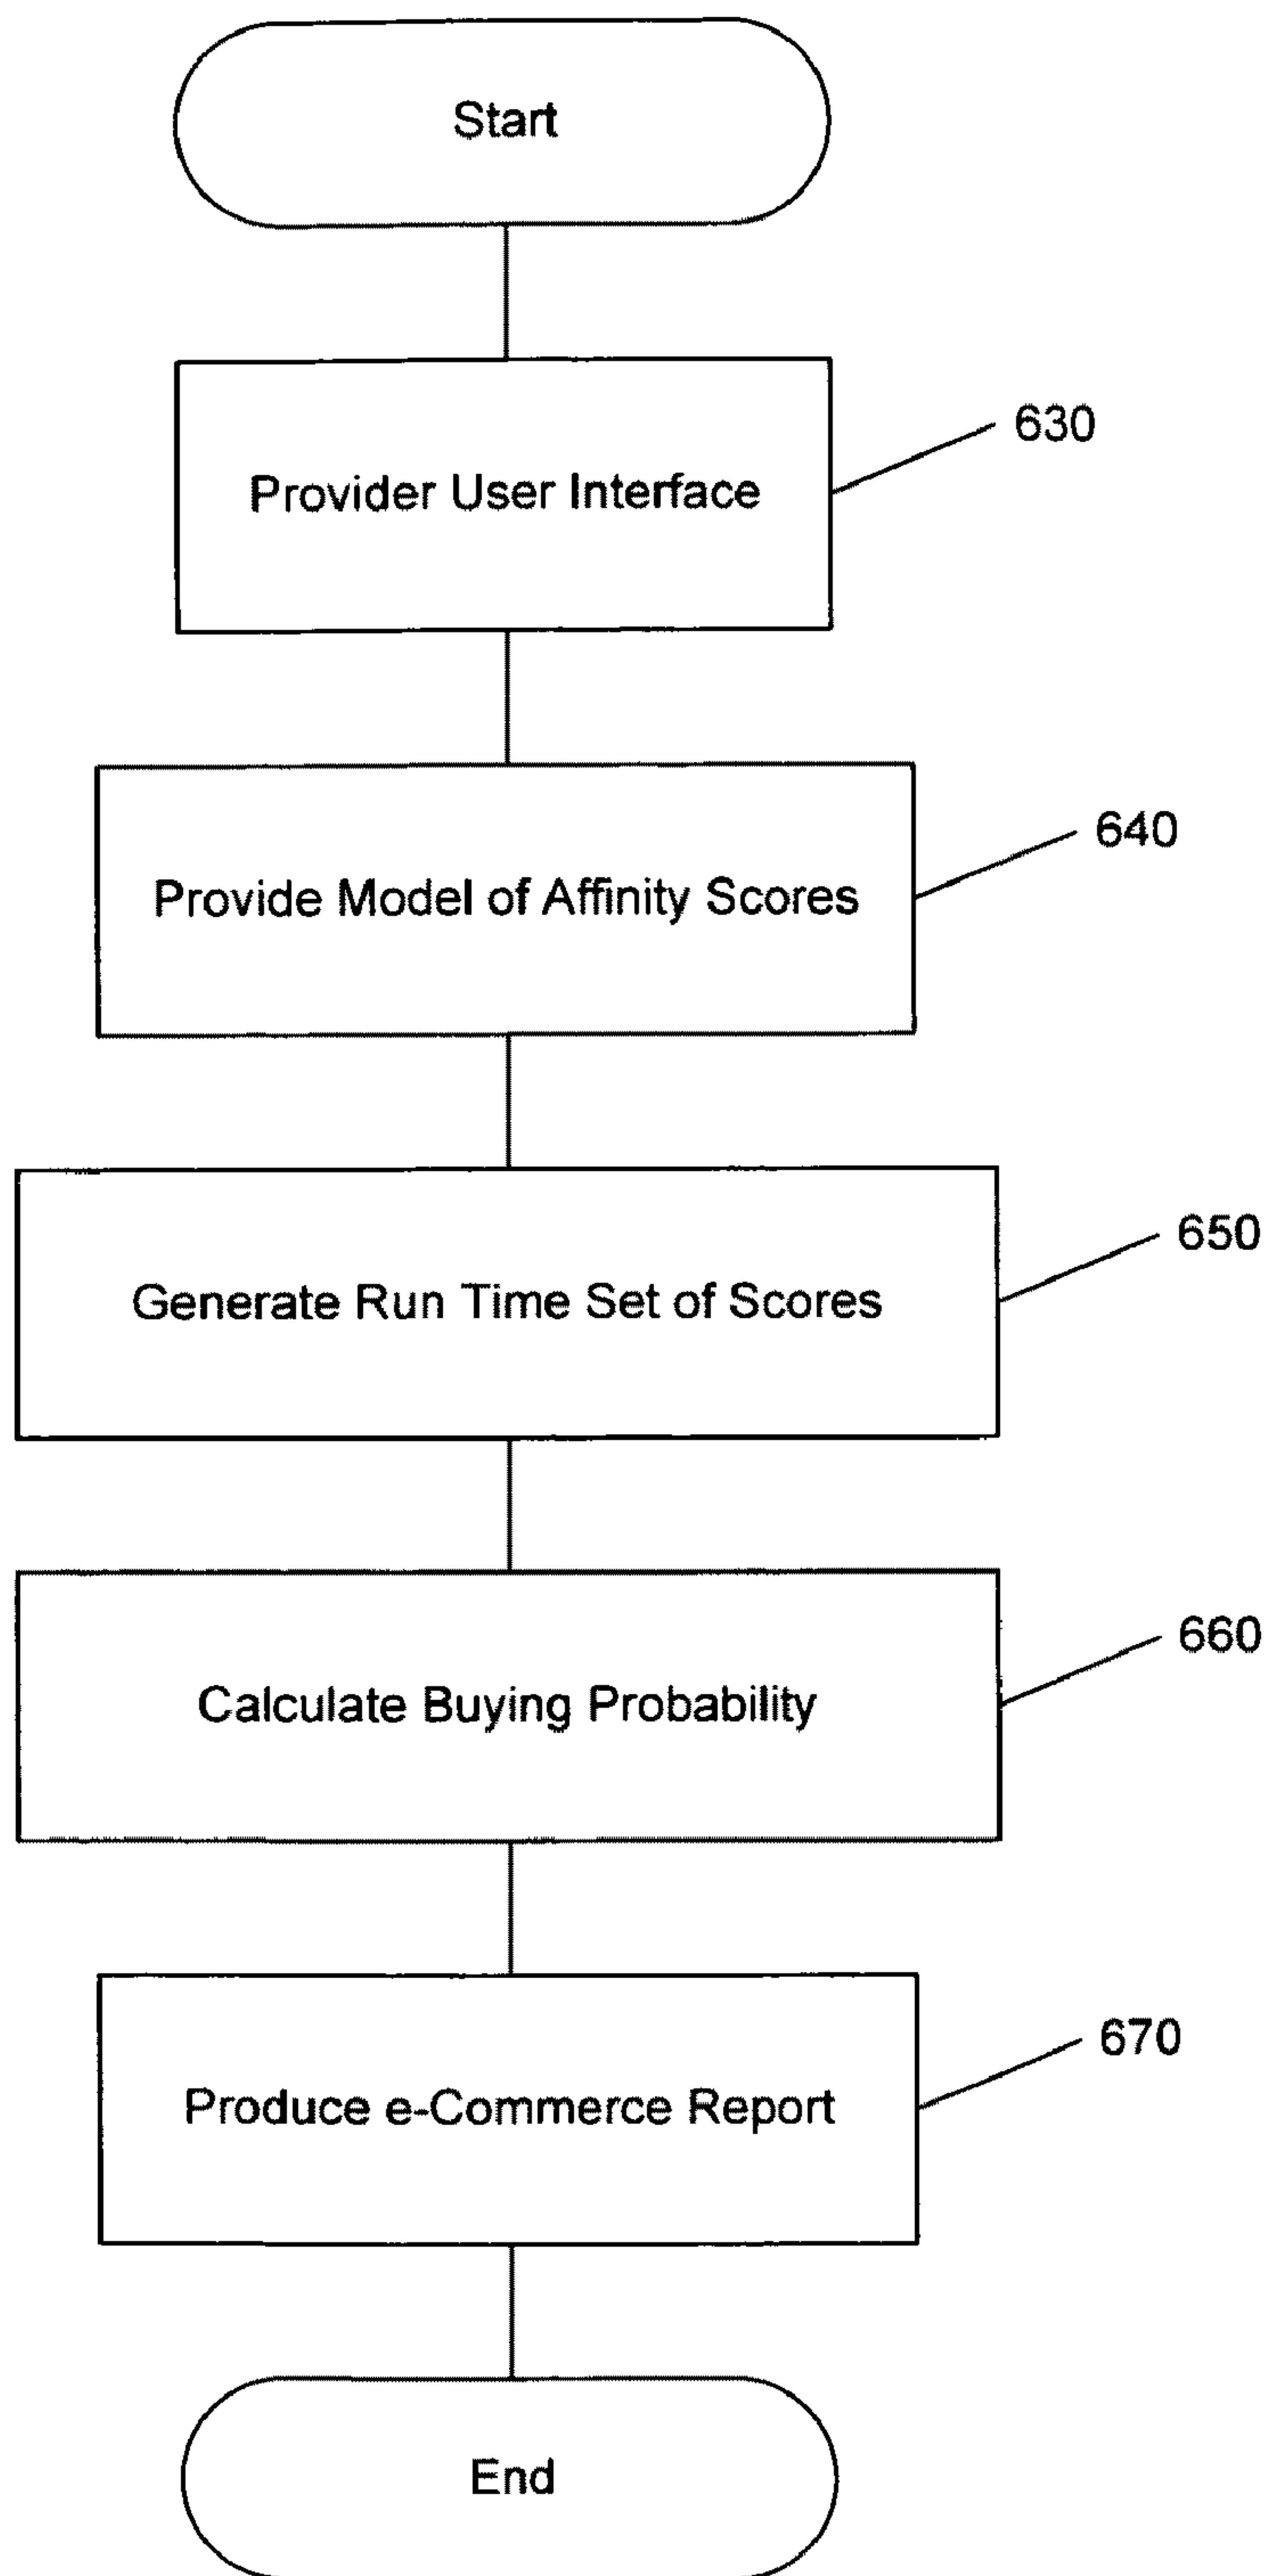 Start
Provider User Interface
630
Provide Model of Affinity Scores
640
Generate Run Time Set of Scores
650
Calculate Buying Probability
660
Produce e-Commerce Report
670
End